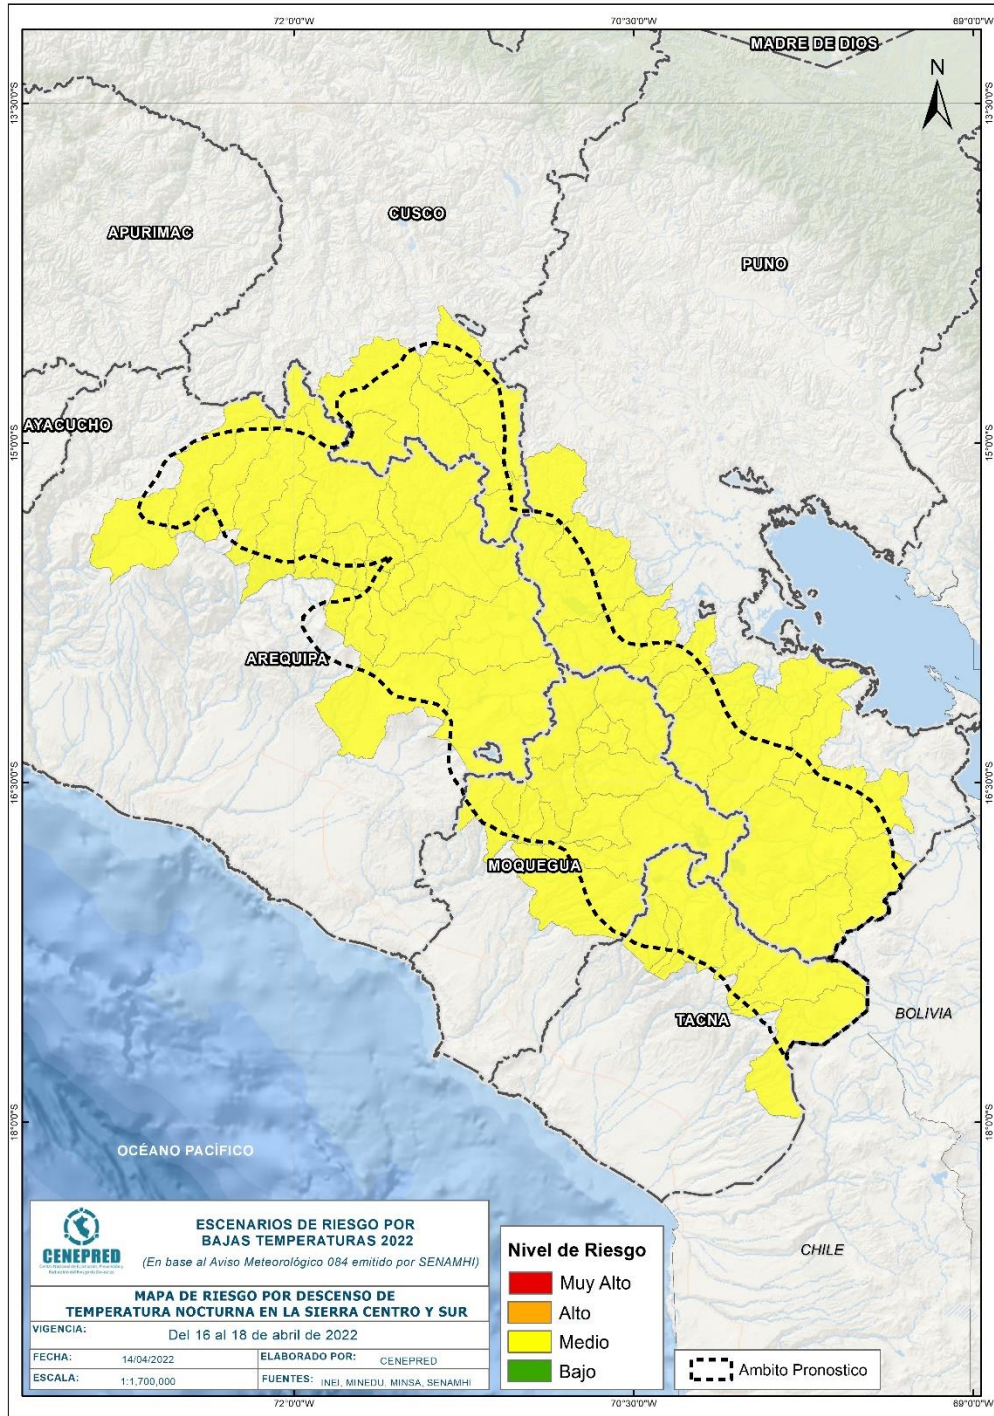 72°0'0"W
70°30'0"W
69°0'0"W
MADRE DE DIOS
N
13°30'0"S
13°30'0"S
CUSCO
APURIMAC
PUNO
AYACUCHO
15°0'0"S
15°0'0"S
AREQUIPA
16°30'0"S
16°30'0"S
MOQUEGUA
TACNA
BOLIVIA
18°0'0"S
18°0'0"S
OCÉANO PACÍFICO
CHILE
CENEPRED
ESCENARIOS DE RIESGO POR
BAJAS TEMPERATURAS 2022
(En base al Aviso Meteorológico 084 emitido por SENAMHI)
MAPA DE RIESGO POR DESCENSO DE
TEMPERATURA NOCTURNA EN LA SIERRA CENTRO Y SUR
VIGENCIA: Del 16 al 18 de abril de 2022
FECHA: 14/04/2022 ELABORADO POR: CENEPRED
ESCALA: 1:1,700,000 FUENTES: INEI, MINEDU, MINSA, SENAMHI
Nivel de Riesgo
Muy Alto
Alto
Medio
Bajo
Ambito Pronostico
72°0'0"W
70°30'0"W
69°0'0"W